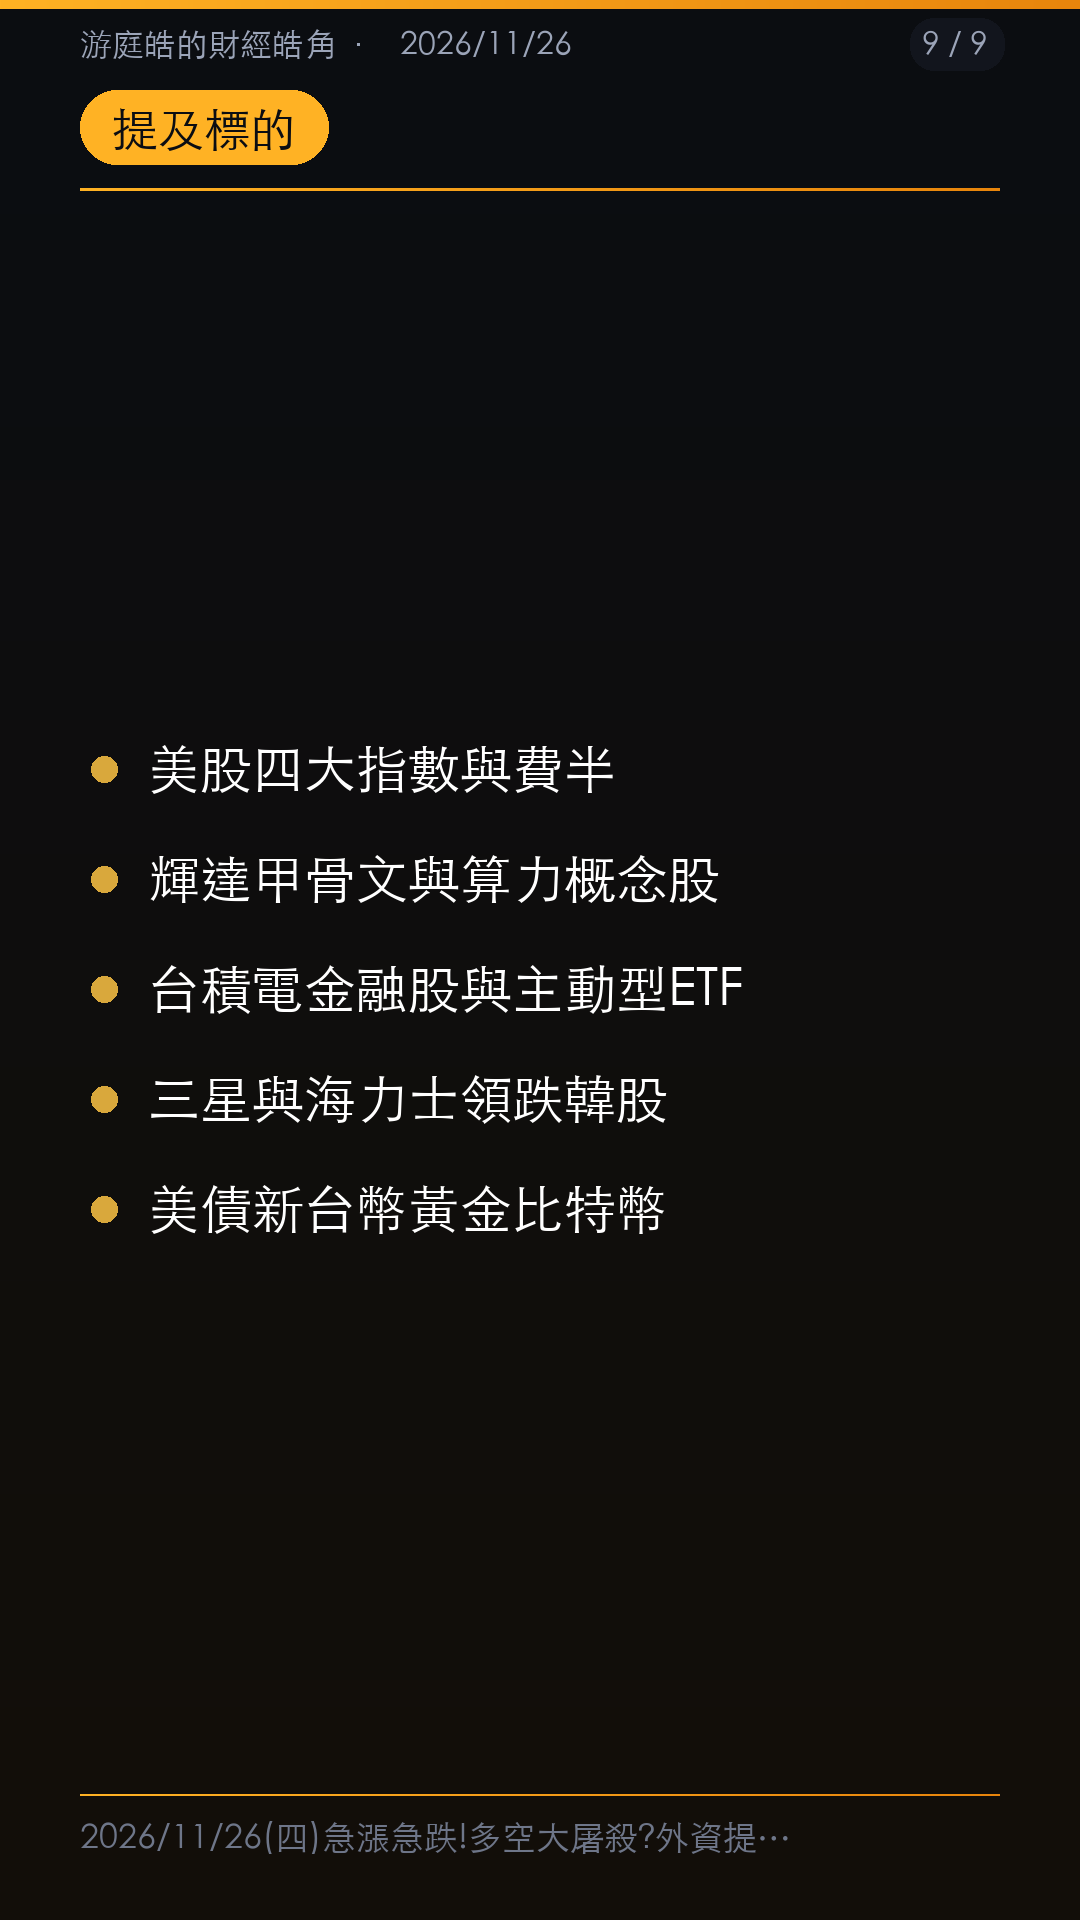 游庭皓的財經皓角 · 2026/11/26
9 / 9
提及標的
美股四大指數與費半
輝達甲骨文與算力概念股
台積電金融股與主動型ETF
三星與海力士領跌韓股
美債新台幣黃金比特幣
2026/11/26(四)急漲急跌!多空大屠殺?外資提⋯